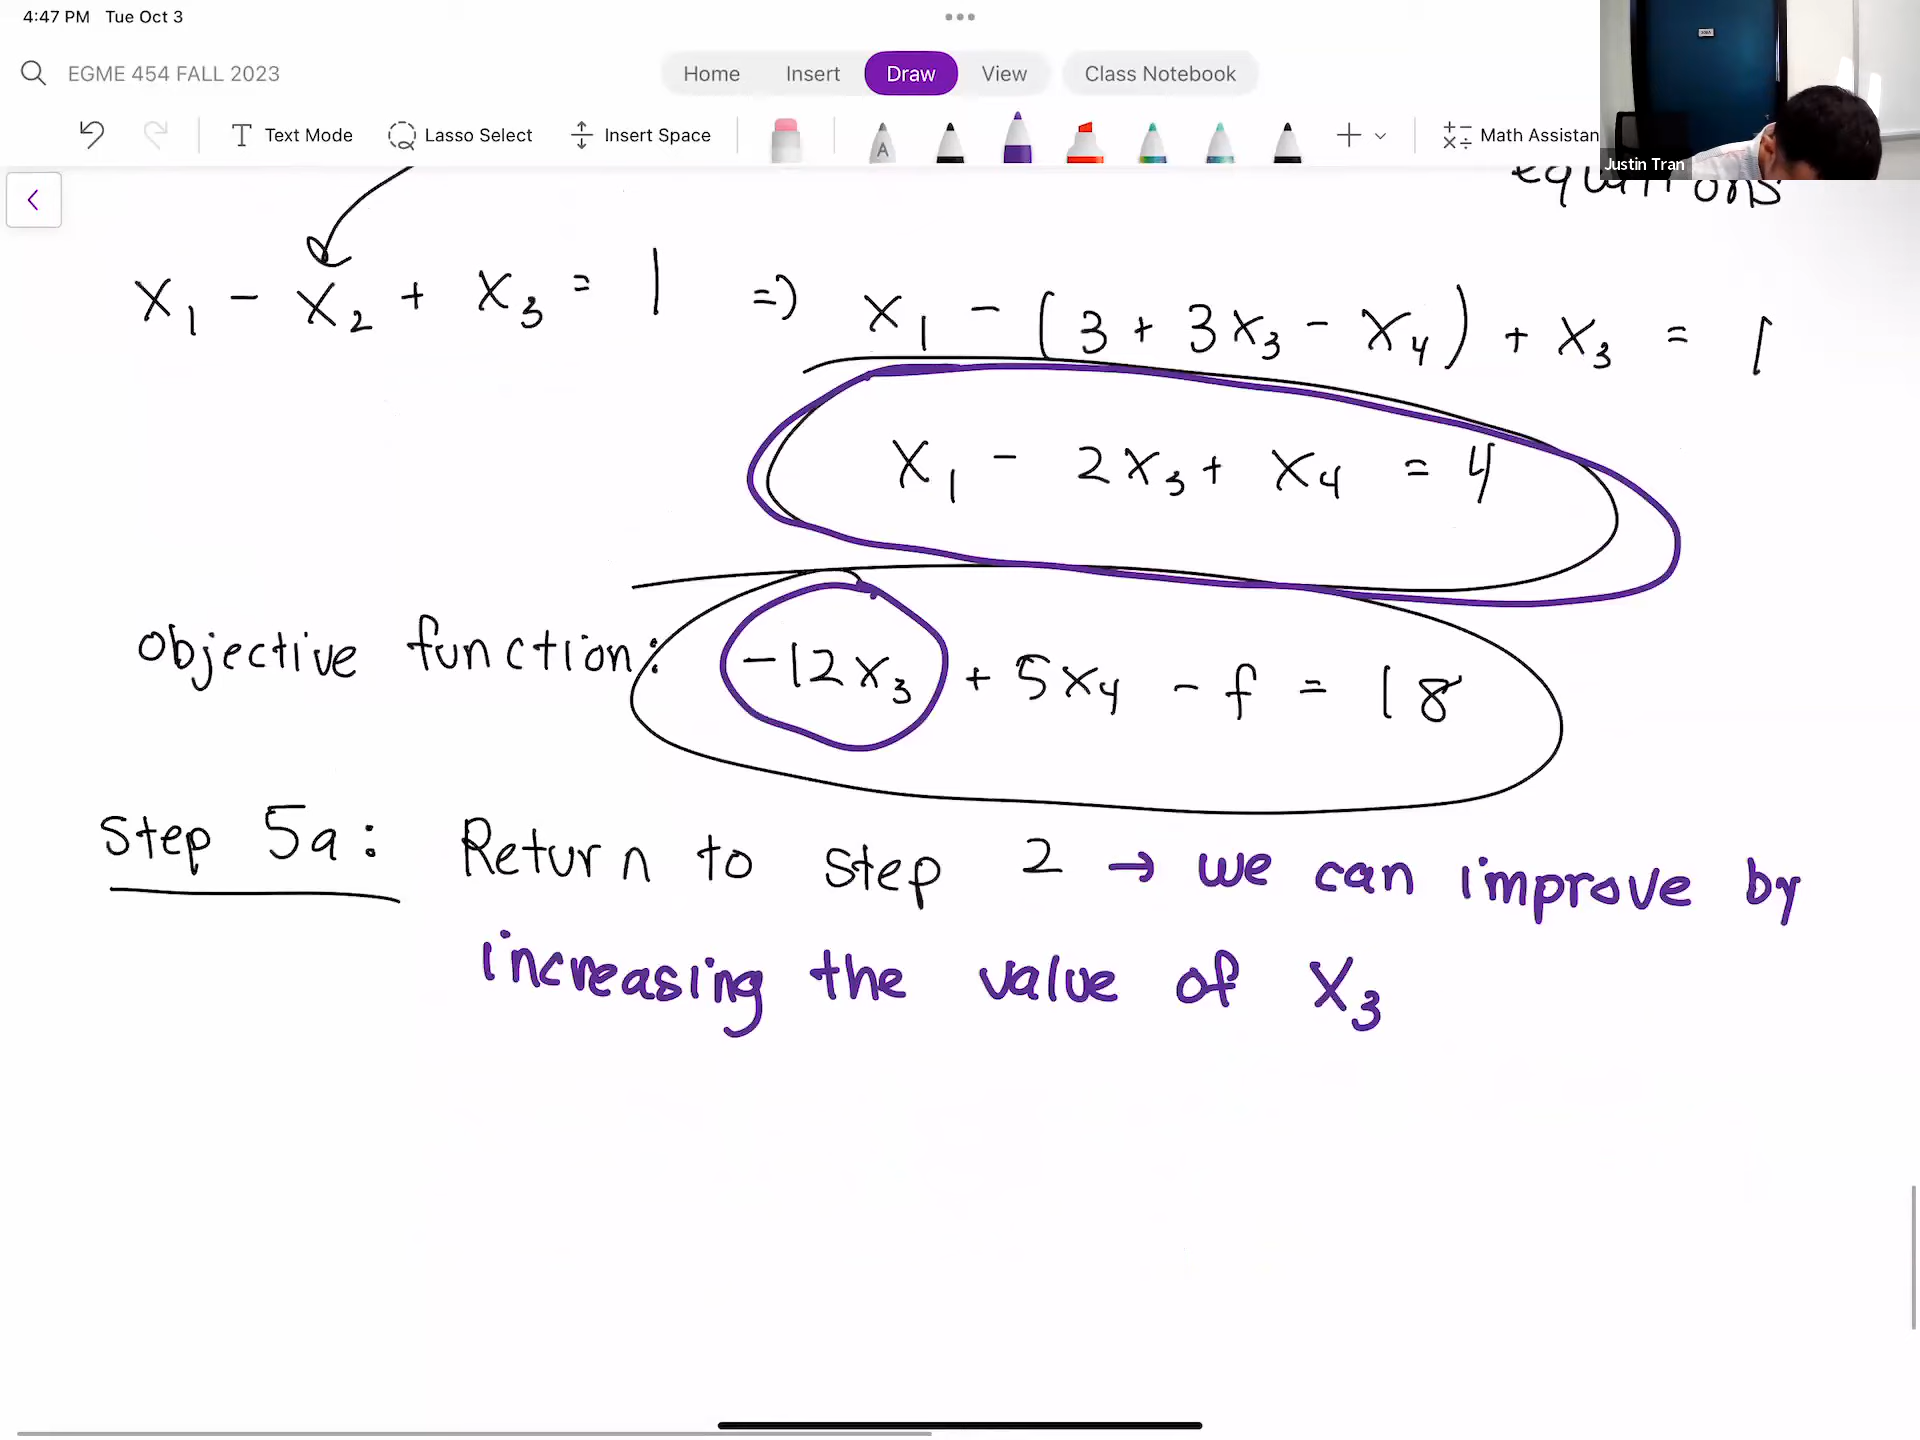 4:47 PM Tue Oct 3
EGME 454 FALL 2023
Home Insert Draw View Class Notebook
Text Mode Lasso Select Insert Space A Math Assistan
Justin Tran
equations
x₁ - x₂ + x₃ = 1 => x₁ - (3 + 3x₃ - x₄) + x₃ = 1
x₁ - 2x₃ + x₄ = 4
Objective function: -12x₃ + 5x₄ - f = 18
Step 5a: Return to step 2 → we can improve by
increasing the value of x₃